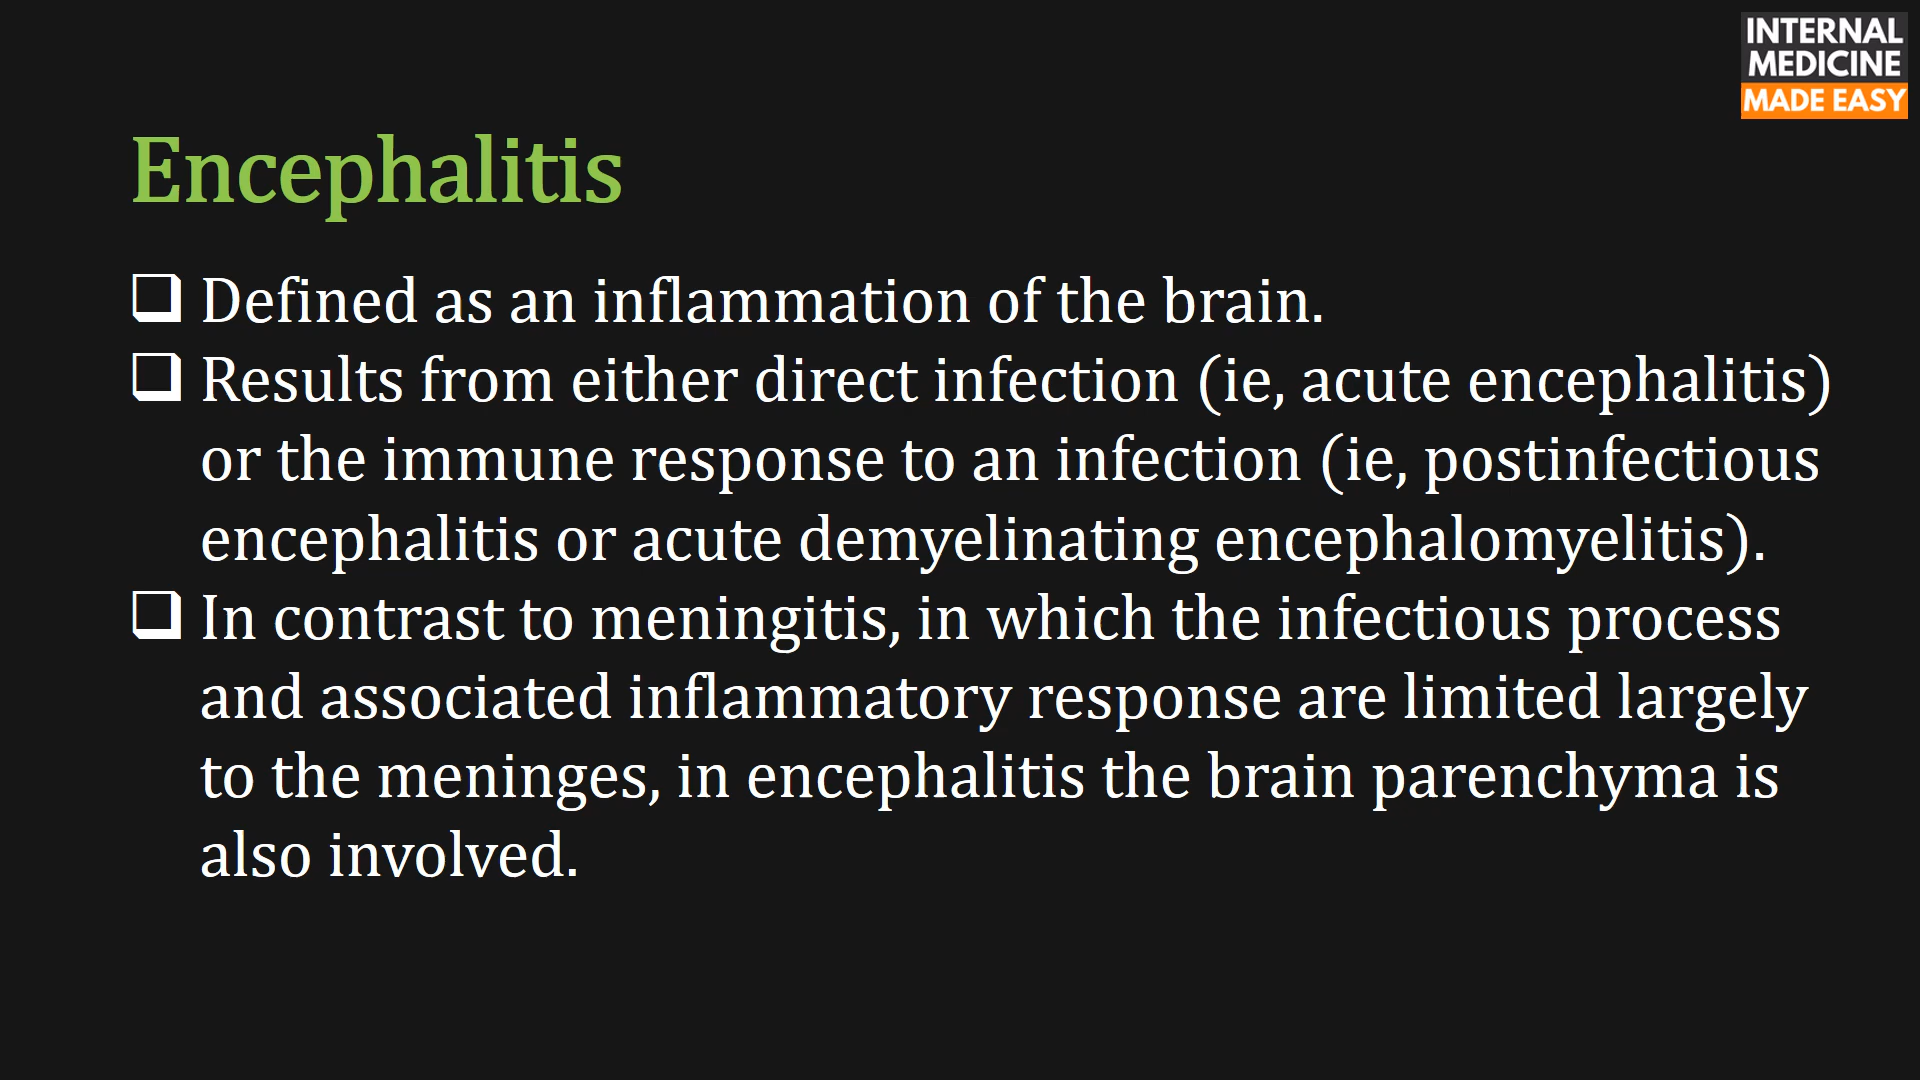 INTERNAL
MEDICINE
MADE EASY
Encephalitis
❑ Defined as an inflammation of the brain.
❑ Results from either direct infection (ie, acute encephalitis)
or the immune response to an infection (ie, postinfectious
encephalitis or acute demyelinating encephalomyelitis).
❑ In contrast to meningitis, in which the infectious process
and associated inflammatory response are limited largely
to the meninges, in encephalitis the brain parenchyma is
also involved.